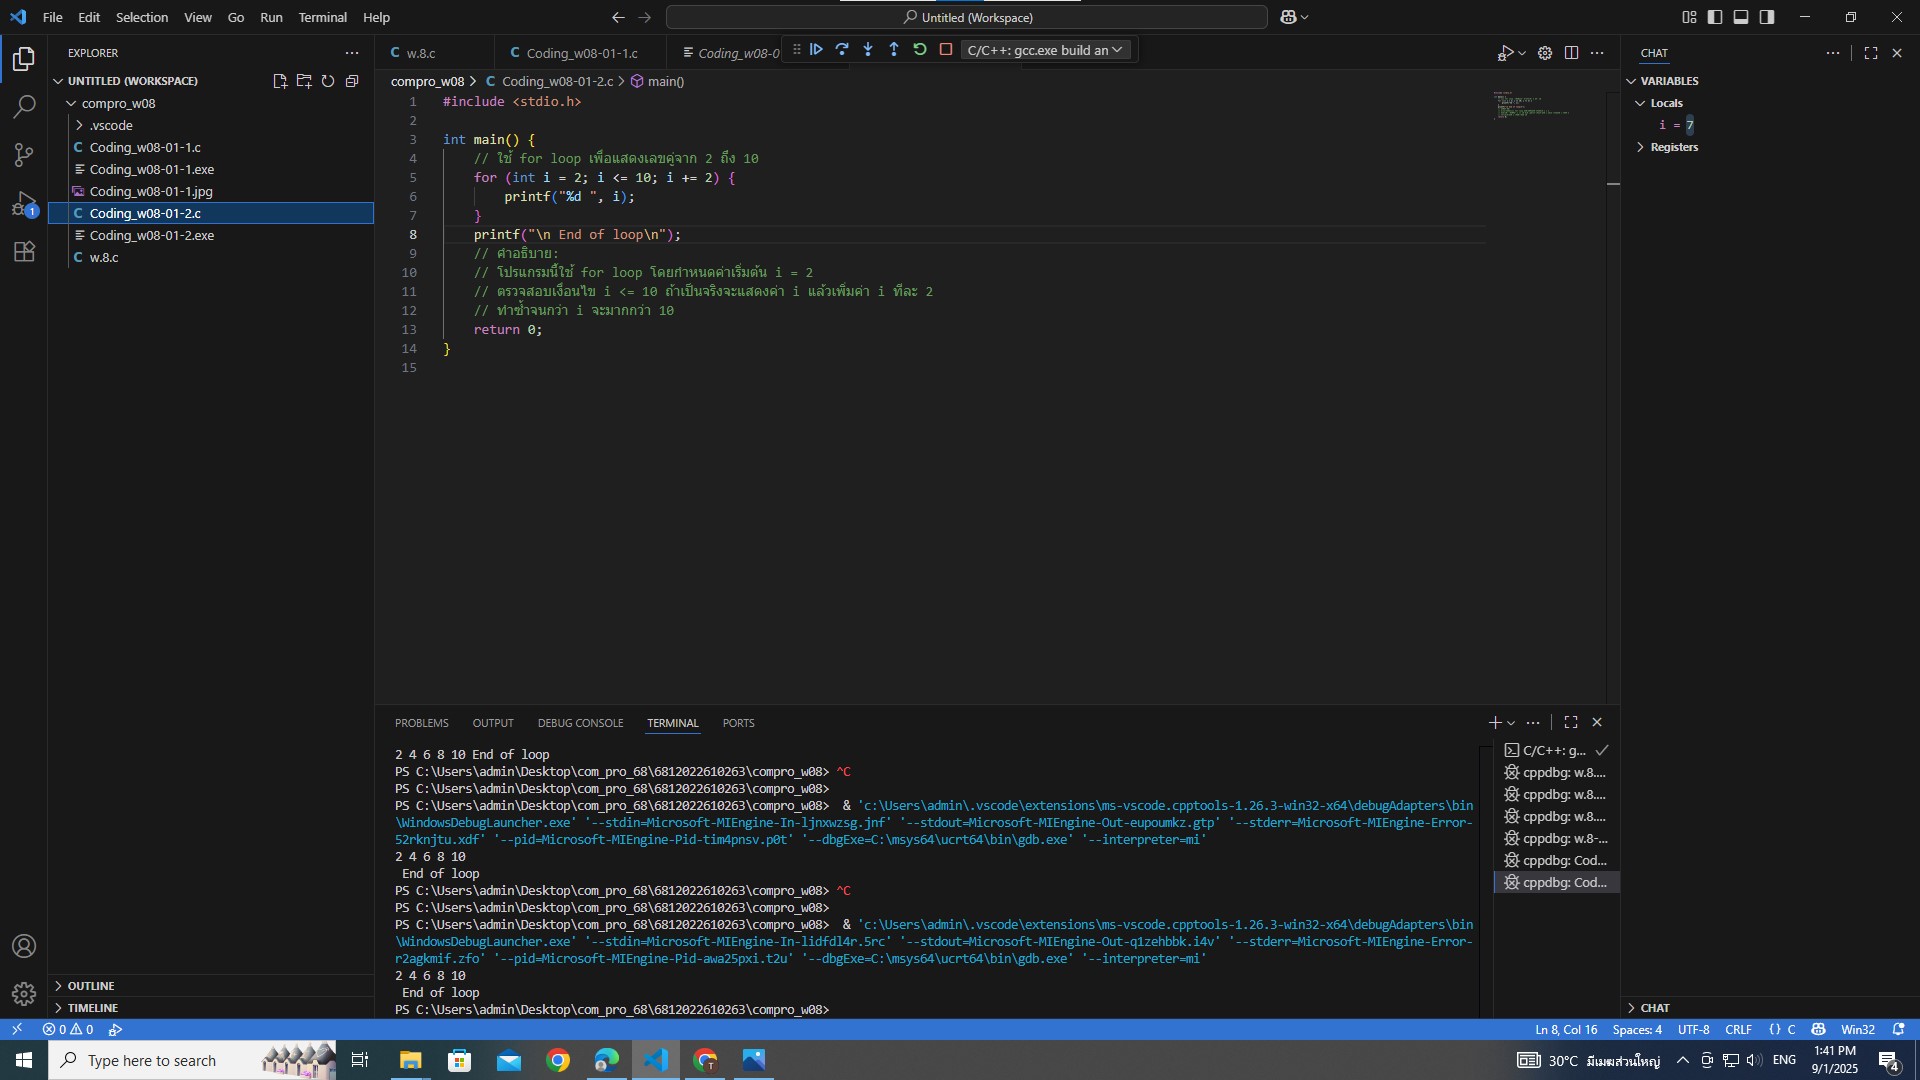 File Edit Selection View Go Run Terminal Help
Untitled (Workspace)
EXPLORER
UNTITLED (WORKSPACE)
compro_w08
.vscode
C Coding_w08-01-1.c
Coding_w08-01-1.exe
Coding_w08-01-1.jpg
C Coding_w08-01-2.c
Coding_w08-01-2.exe
C w.8.c
1
OUTLINE
TIMELINE
C w.8.c
C Coding_w08-01-1.c
Coding_w08-0
C/C++: gcc.exe build an
compro_w08 > C Coding_w08-01-2.c > main()
1 #include <stdio.h>
2
3 int main() {
4 // ใช้ for loop เพื่อแสดงเลขคู่จาก 2 ถึง 10
5 for (int i = 2; i <= 10; i += 2) {
6 printf("%d ", i);
7 }
8 printf("\n End of loop\n");
9 // คำอธิบาย:
10 // โปรแกรมนี้ใช้ for loop โดยกำหนดค่าเริ่มต้น i = 2
11 // ตรวจสอบเงื่อนไข i <= 10 ถ้าเป็นจริงจะแสดงค่า i แล้วเพิ่มค่า i ทีละ 2
12 // ทำซ้ำจนกว่า i จะมากกว่า 10
13 return 0;
14 }
15
PROBLEMS OUTPUT DEBUG CONSOLE TERMINAL PORTS
2 4 6 8 10 End of loop
PS C:\Users\admin\Desktop\com_pro_68\6812022610263\compro_w08> ^C
PS C:\Users\admin\Desktop\com_pro_68\6812022610263\compro_w08>
PS C:\Users\admin\Desktop\com_pro_68\6812022610263\compro_w08>  & 'c:\Users\admin\.vscode\extensions\ms-vscode.cpptools-1.26.3-win32-x64\debugAdapters\bin
\WindowsDebugLauncher.exe' '--stdin=Microsoft-MIEngine-In-ljnxwzsg.jnf' '--stdout=Microsoft-MIEngine-Out-eupoumkz.gtp' '--stderr=Microsoft-MIEngine-Error-
52rknjtu.xdf' '--pid=Microsoft-MIEngine-Pid-tim4pnsv.p0t' '--dbgExe=C:\msys64\ucrt64\bin\gdb.exe' '--interpreter=mi'
2 4 6 8 10
End of loop
PS C:\Users\admin\Desktop\com_pro_68\6812022610263\compro_w08> ^C
PS C:\Users\admin\Desktop\com_pro_68\6812022610263\compro_w08>
PS C:\Users\admin\Desktop\com_pro_68\6812022610263\compro_w08>  & 'c:\Users\admin\.vscode\extensions\ms-vscode.cpptools-1.26.3-win32-x64\debugAdapters\bin
\WindowsDebugLauncher.exe' '--stdin=Microsoft-MIEngine-In-lidfdl4r.5rc' '--stdout=Microsoft-MIEngine-Out-q1zehbbk.i4v' '--stderr=Microsoft-MIEngine-Error-
r2agkmif.zfo' '--pid=Microsoft-MIEngine-Pid-awa25pxi.t2u' '--dbgExe=C:\msys64\ucrt64\bin\gdb.exe' '--interpreter=mi'
2 4 6 8 10
End of loop
PS C:\Users\admin\Desktop\com_pro_68\6812022610263\compro_w08>
C/C++: g...
cppdbg: w.8....
cppdbg: w.8....
cppdbg: w.8....
cppdbg: w.8-...
cppdbg: Cod...
cppdbg: Cod...
CHAT
VARIABLES
Locals
i = 7
Registers
CHAT
0 0
Ln 8, Col 16 Spaces: 4 UTF-8 CRLF {} C Win32
Type here to search
30°C มีเมฆส่วนใหญ่ ENG
1:41 PM
9/1/2025
4